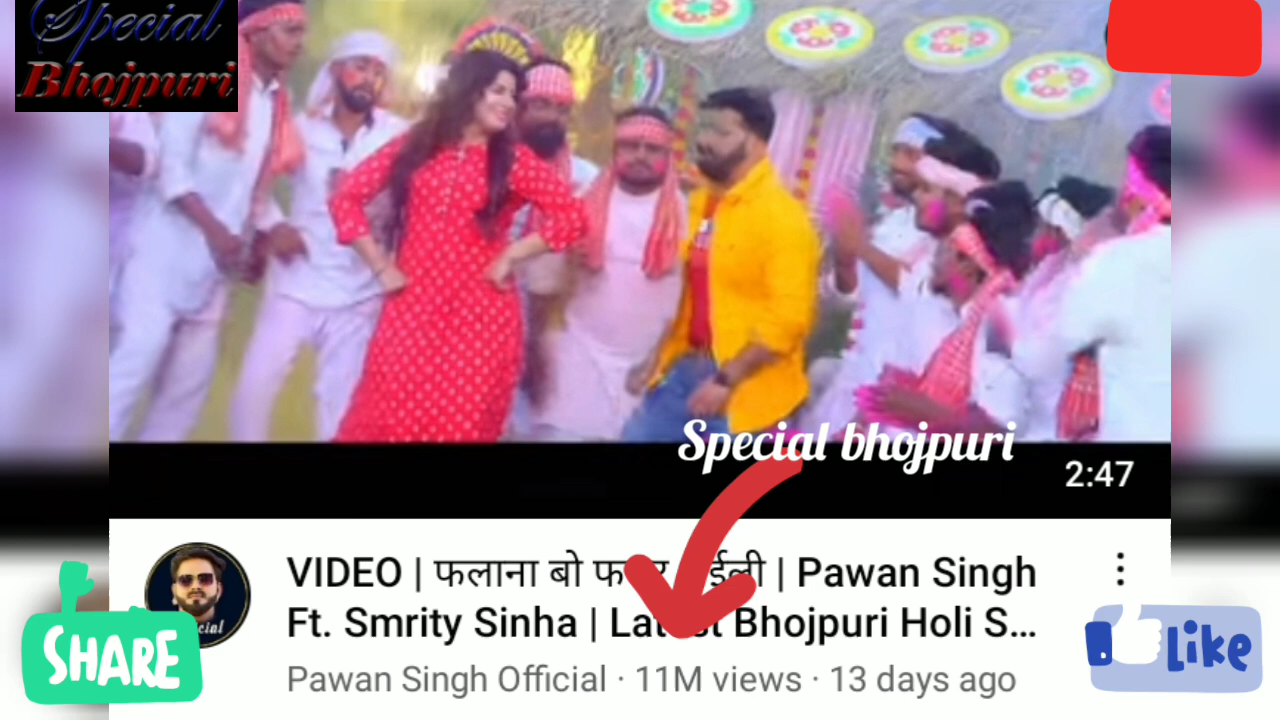 Special
Bhojpuri
Special bhojpuri
2:47
VIDEO | फलाना बो | Pawan Singh
Ft. Smrity Sinha | Latest Bhojpuri Holi S...
Pawan Singh Official · 11M views · 13 days ago
SHARE
Like